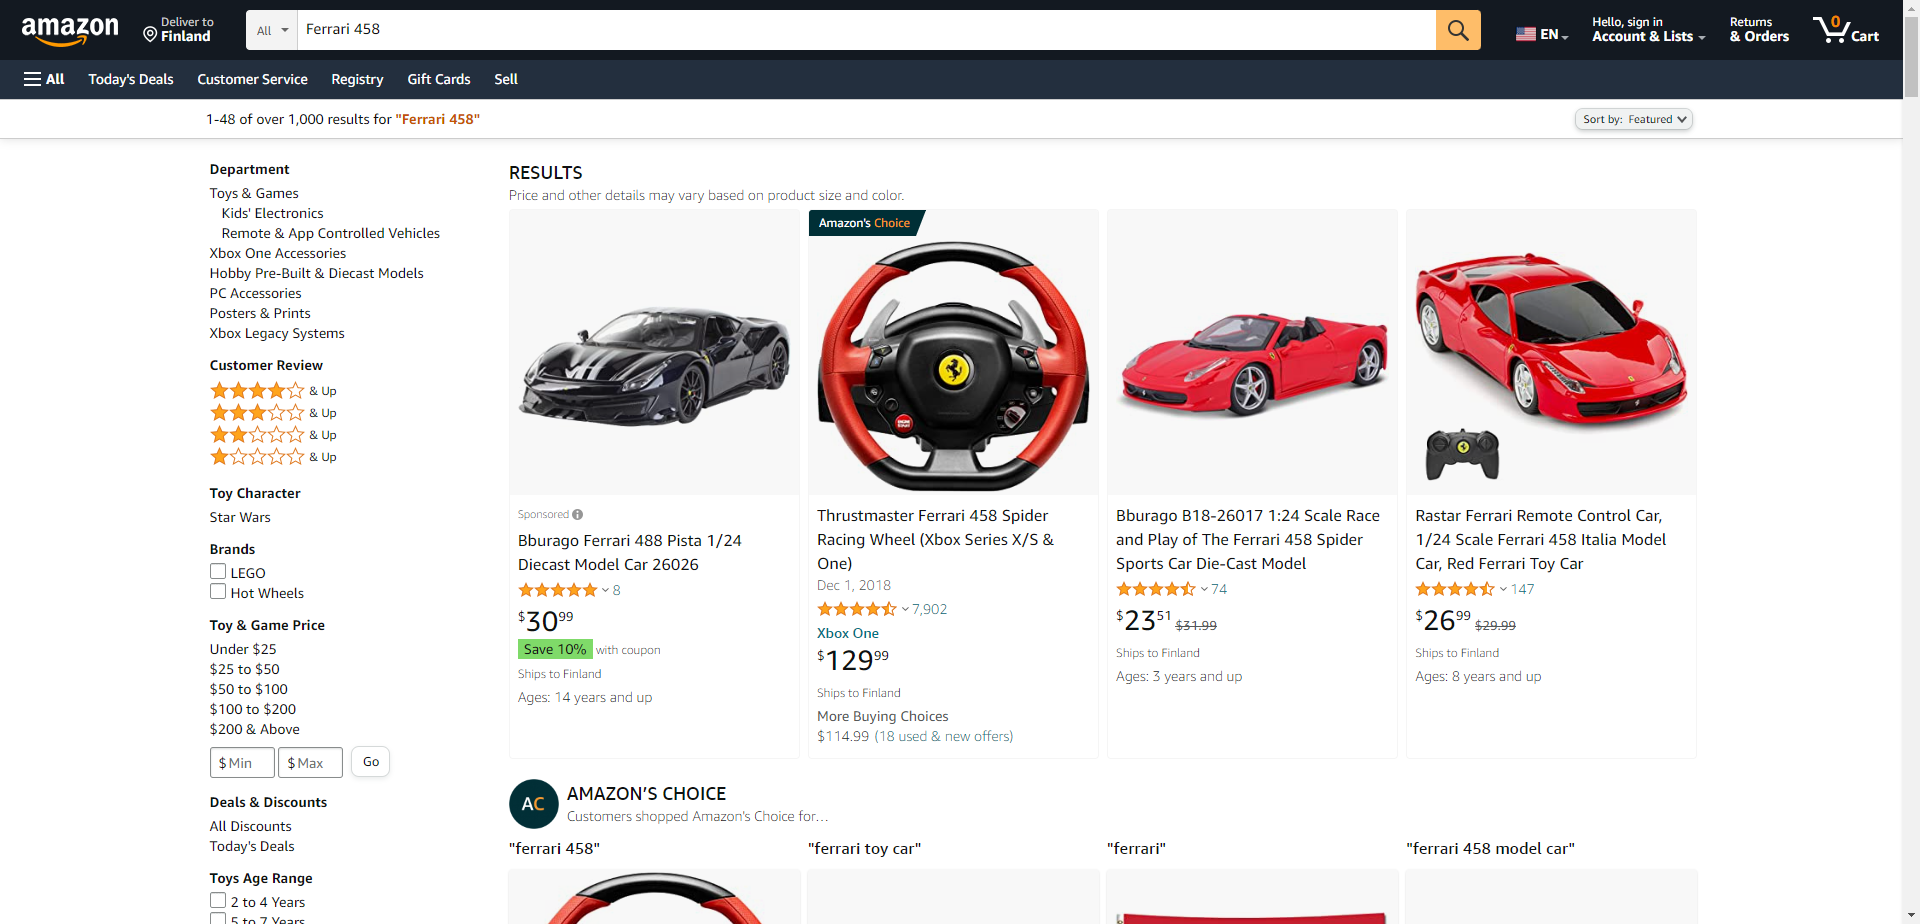 amazon
Deliver to
Finland
All
Ferrari 458
EN
Hello, sign in
Account & Lists
Returns
& Orders
0
Cart
All
Today's Deals
Customer Service
Registry
Gift Cards
Sell
1-48 of over 1,000 results for "Ferrari 458"
Sort by: Featured
Department
Toys & Games
Kids' Electronics
Remote & App Controlled Vehicles
Xbox One Accessories
Hobby Pre-Built & Diecast Models
PC Accessories
Posters & Prints
Xbox Legacy Systems
Customer Review
& Up
& Up
& Up
& Up
Toy Character
Star Wars
Brands
LEGO
Hot Wheels
Toy & Game Price
Under $25
$25 to $50
$50 to $100
$100 to $200
$200 & Above
$ Min
$ Max
Go
Deals & Discounts
All Discounts
Today's Deals
Toys Age Range
2 to 4 Years
5 to 7 Years
RESULTS
Price and other details may vary based on product size and color.
Sponsored
Bburago Ferrari 488 Pista 1/24
Diecast Model Car 26026
8
$30.99
Save 10% with coupon
Ships to Finland
Ages: 14 years and up
Amazon's Choice
Thrustmaster Ferrari 458 Spider
Racing Wheel (Xbox Series X/S &
One)
Dec 1, 2018
7,902
Xbox One
$129.99
Ships to Finland
More Buying Choices
$114.99 (18 used & new offers)
Bburago B18-26017 1:24 Scale Race
and Play of The Ferrari 458 Spider
Sports Car Die-Cast Model
74
$23.51 $31.99
Ships to Finland
Ages: 3 years and up
Rastar Ferrari Remote Control Car,
1/24 Scale Ferrari 458 Italia Model
Car, Red Ferrari Toy Car
147
$26.99 $29.99
Ships to Finland
Ages: 8 years and up
AC
AMAZON'S CHOICE
Customers shopped Amazon's Choice for…
"ferrari 458"
"ferrari toy car"
"ferrari"
"ferrari 458 model car"